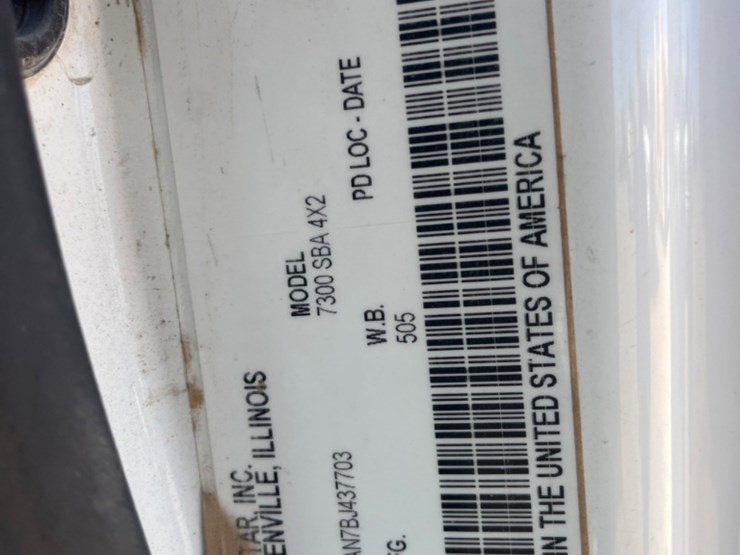 TAR, INC.
ENVILLE, ILLINOIS
MODEL
7300 SBA 4X2
AN7BJ437703
W.B.
505
PD LOC - DATE
FG.
IN THE UNITED STATES OF AMERICA